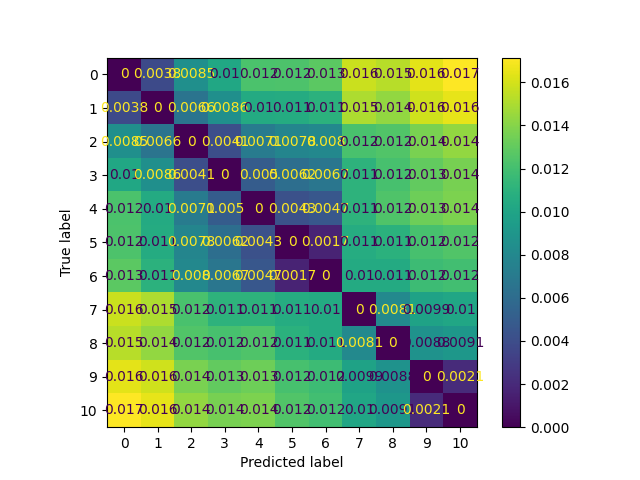 0 0 0.0038 0.0085 0.01 0.012 0.012 0.013 0.016 0.015 0.016 0.017
1 0.0038 0 0.0066 0.0086 0.01 0.011 0.011 0.015 0.014 0.016 0.016
2 0.0085 0.0066 0 0.0041 0.0071 0.0078 0.008 0.012 0.012 0.014 0.014
3 0.01 0.0086 0.0041 0 0.005 0.0062 0.0067 0.011 0.012 0.013 0.014
4 0.012 0.01 0.0071 0.005 0 0.0043 0.0047 0.011 0.012 0.013 0.014
5 0.012 0.011 0.0078 0.0062 0.0043 0 0.0017 0.011 0.011 0.012 0.012
6 0.013 0.011 0.008 0.0067 0.0047 0.0017 0 0.01 0.011 0.012 0.012
7 0.016 0.015 0.012 0.011 0.011 0.011 0.01 0 0.0081 0.0099 0.01
8 0.015 0.014 0.012 0.012 0.012 0.011 0.011 0.0081 0 0.0088 0.0091
9 0.016 0.016 0.014 0.013 0.013 0.012 0.012 0.0099 0.0088 0 0.0021
10 0.017 0.016 0.014 0.014 0.014 0.012 0.012 0.01 0.0091 0.0021 0
0 1 2 3 4 5 6 7 8 9 10
Predicted label
True label
0.016
0.014
0.012
0.010
0.008
0.006
0.004
0.002
0.000